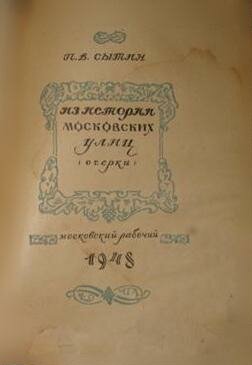 П. В. СЫТИН
ИЗ ИСТОРИИ
МОСКОВСКИХ
УЛИЦ
(очерки)
московский рабочий
1948